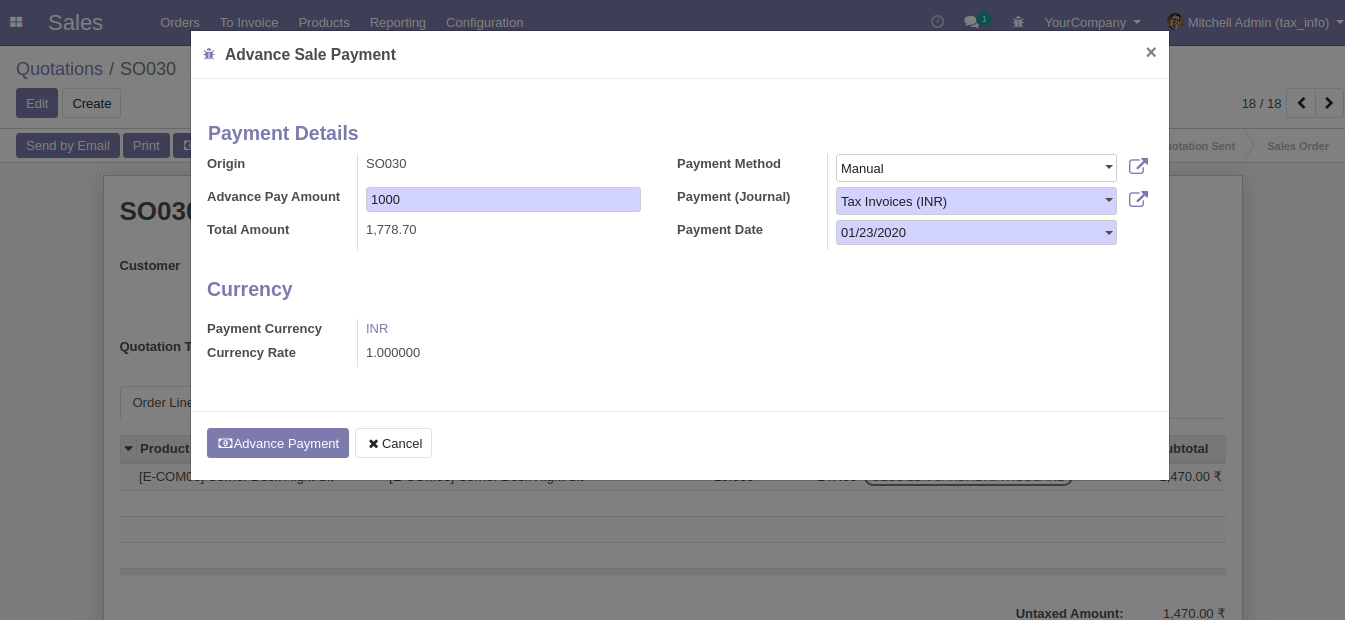 Sales Orders To Invoice Products Reporting Configuration 1 YourCompany Mitchell Admin (tax_info)
Advance Sale Payment ×
Quotations / SO030
Edit Create 18 / 18
Send by Email Print Sent Sales Order
Payment Details
Origin SO030 Payment Method Manual
Advance Pay Amount 1000 Payment (Journal) Tax Invoices (INR)
Total Amount 1,778.70 Payment Date 01/23/2020
SO030
Customer
Currency
Payment Currency INR
Quotation
Currency Rate 1.000000
Order Line
Advance Payment Cancel
Product
1,470.00 ₹
Untaxed Amount: 1,470.00 ₹